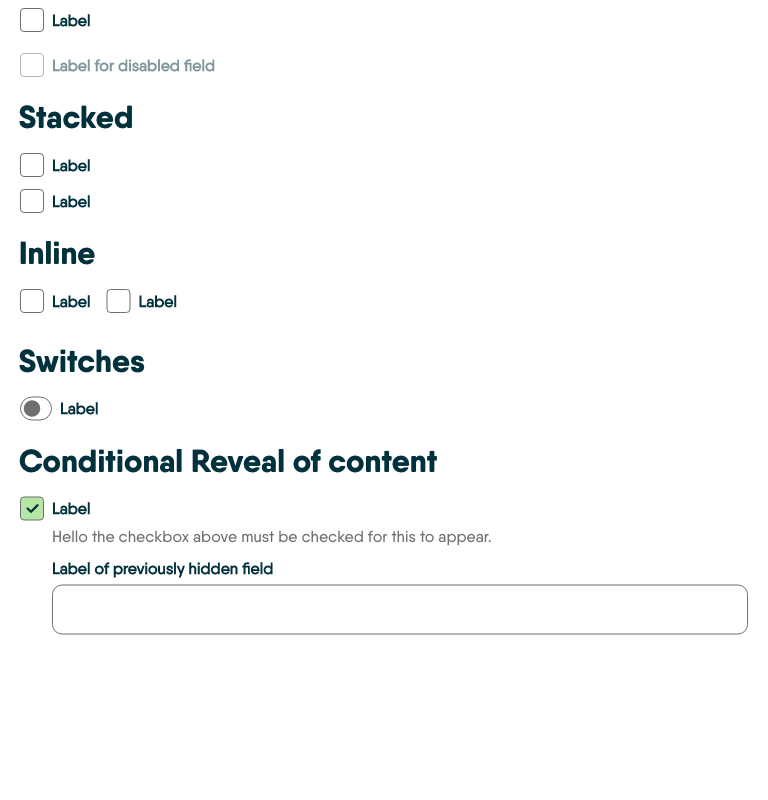 Label
Label for disabled field
Stacked
Label
Label
Inline
Label Label
Switches
Label
Conditional Reveal of content
Label
Hello the checkbox above must be checked for this to appear.
Label of previously hidden field